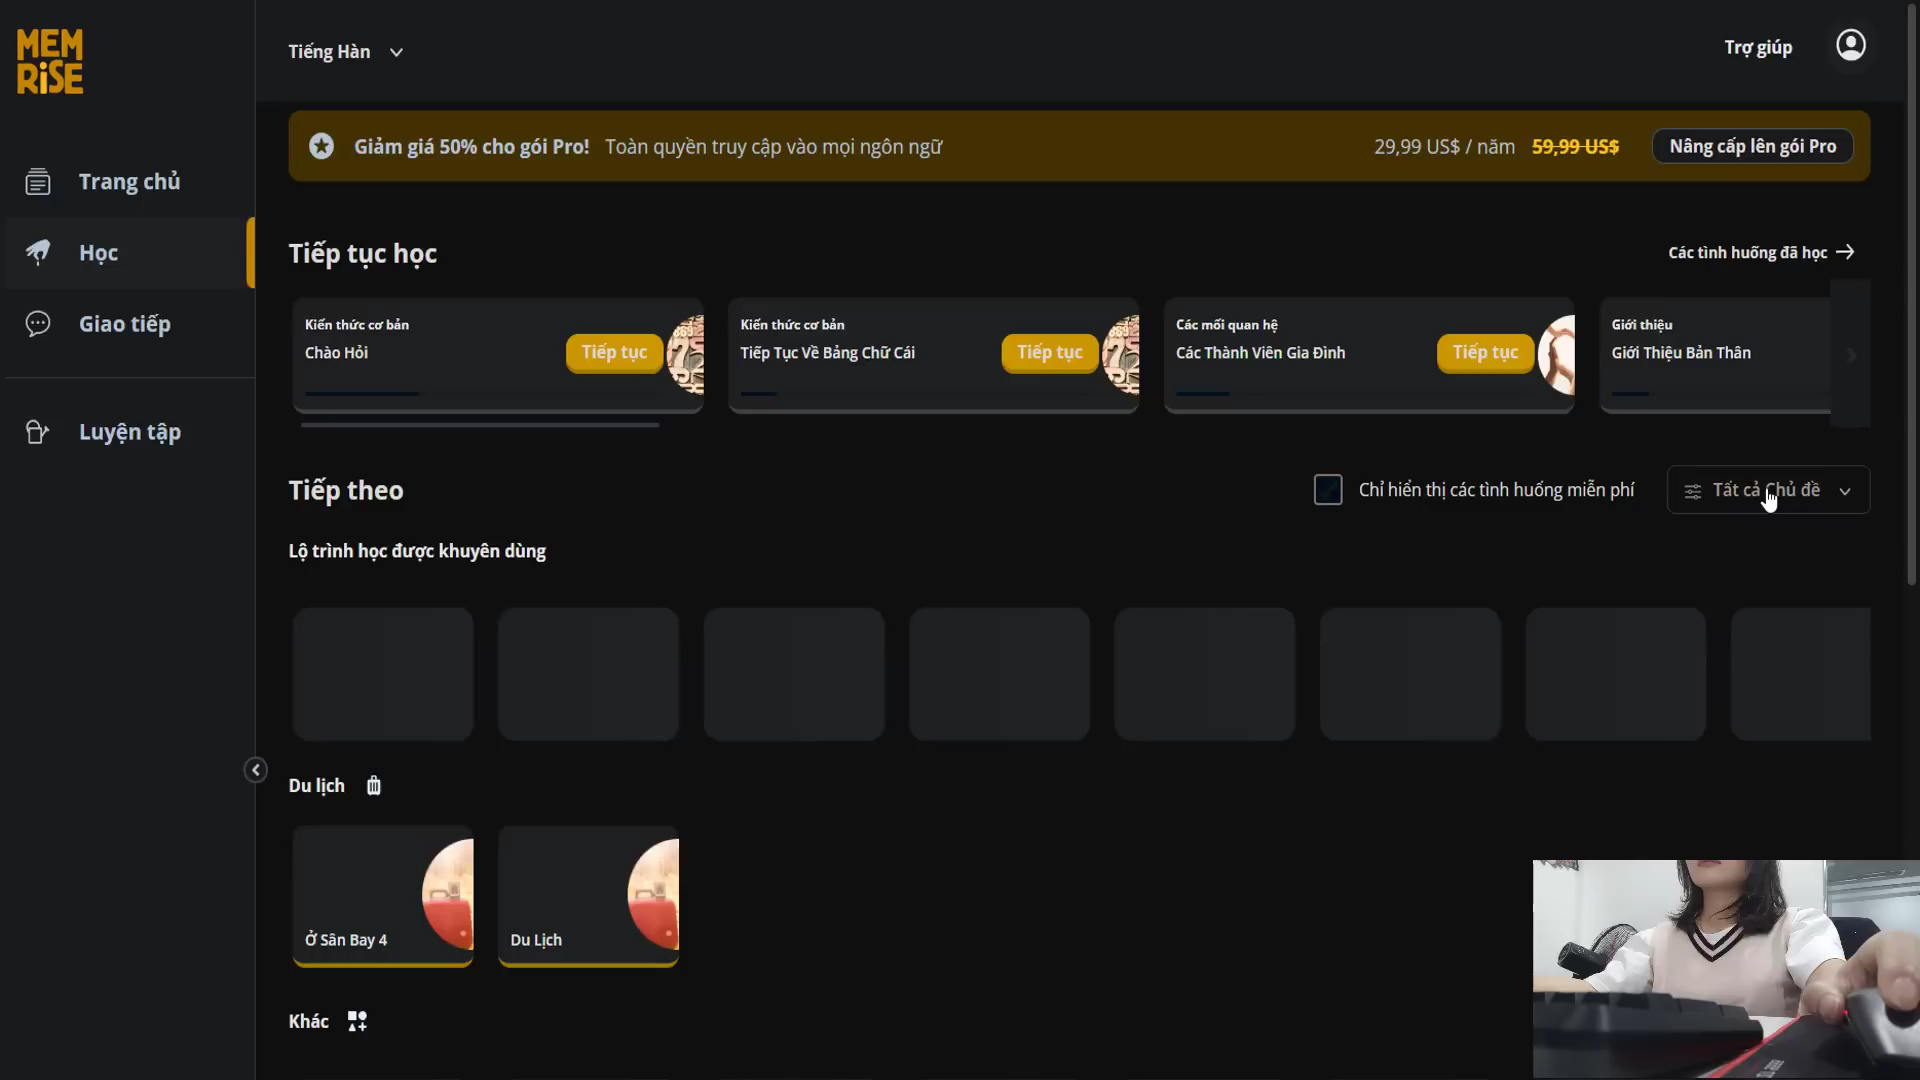 MEM
RiSE
Tiếng Hàn
Trợ giúp
Giảm giá 50% cho gói Pro! Toàn quyền truy cập vào mọi ngôn ngữ 29,99 US$ / năm 59,99 US$ Nâng cấp lên gói Pro
Trang chủ
Học
Giao tiếp
Luyện tập
Tiếp tục học
Các tình huống đã học
Kiến thức cơ bản
Chào Hỏi
Tiếp tục
Kiến thức cơ bản
Tiếp Tục Về Bảng Chữ Cái
Tiếp tục
Các mối quan hệ
Các Thành Viên Gia Đình
Tiếp tục
Giới thiệu
Giới Thiệu Bản Thân
Tiếp theo
Chỉ hiển thị các tình huống miễn phí
Tất cả Chủ đề
Lộ trình học được khuyên dùng
Du lịch
Ở Sân Bay 4
Du Lịch
Khác